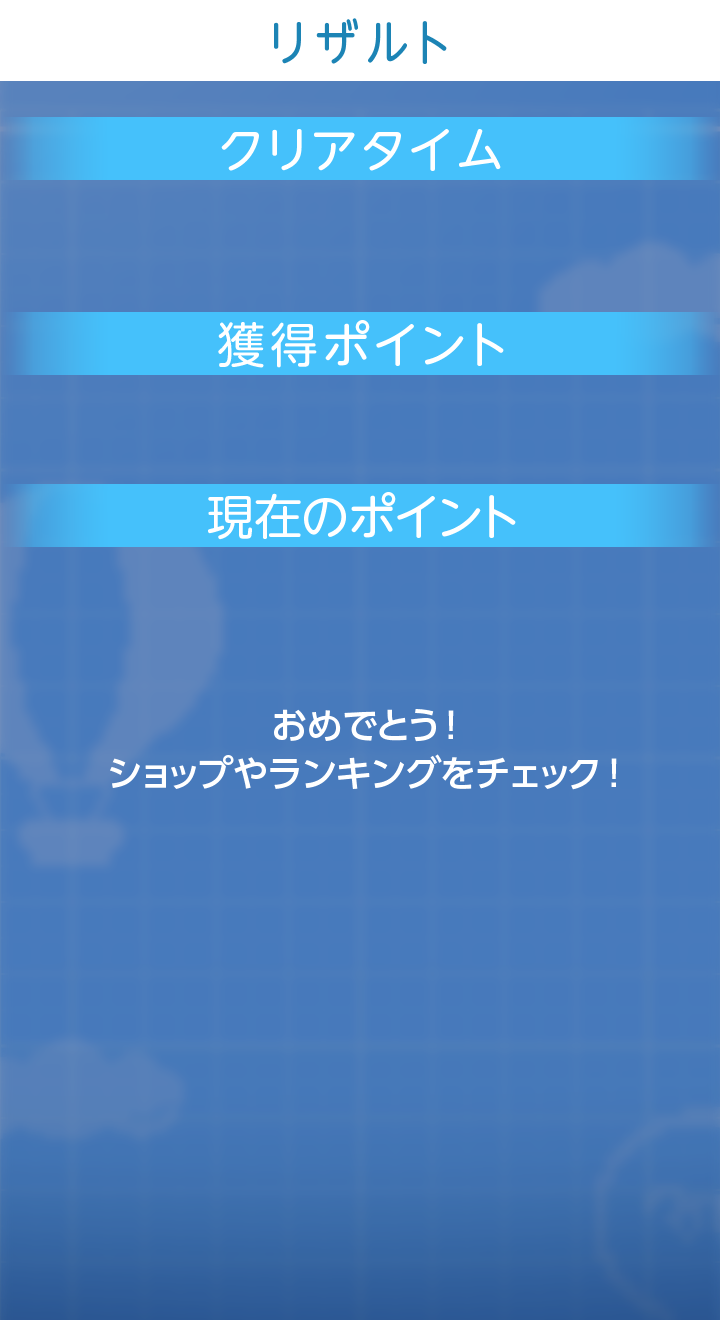 リザルト
クリアタイム
獲得ポイント
現在のポイント
おめでとう！
ショップやランキングをチェック！